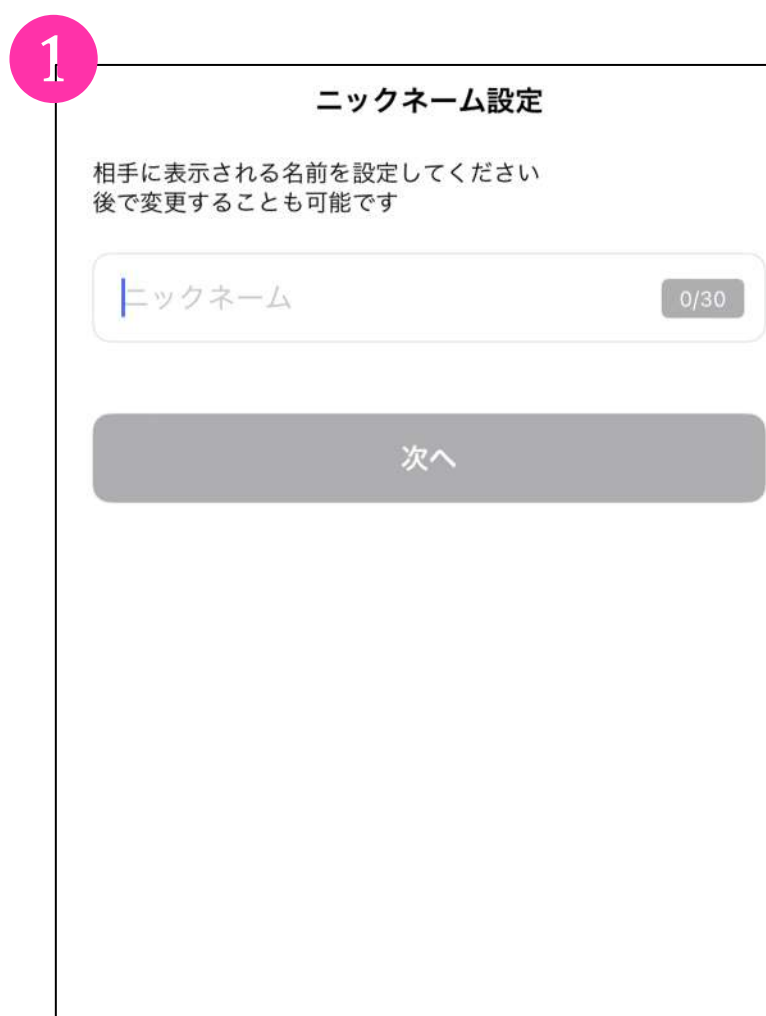 1
ニックネーム設定
相手に表示される名前を設定してください
後で変更することも可能です
ニックネーム 0/30
次へ